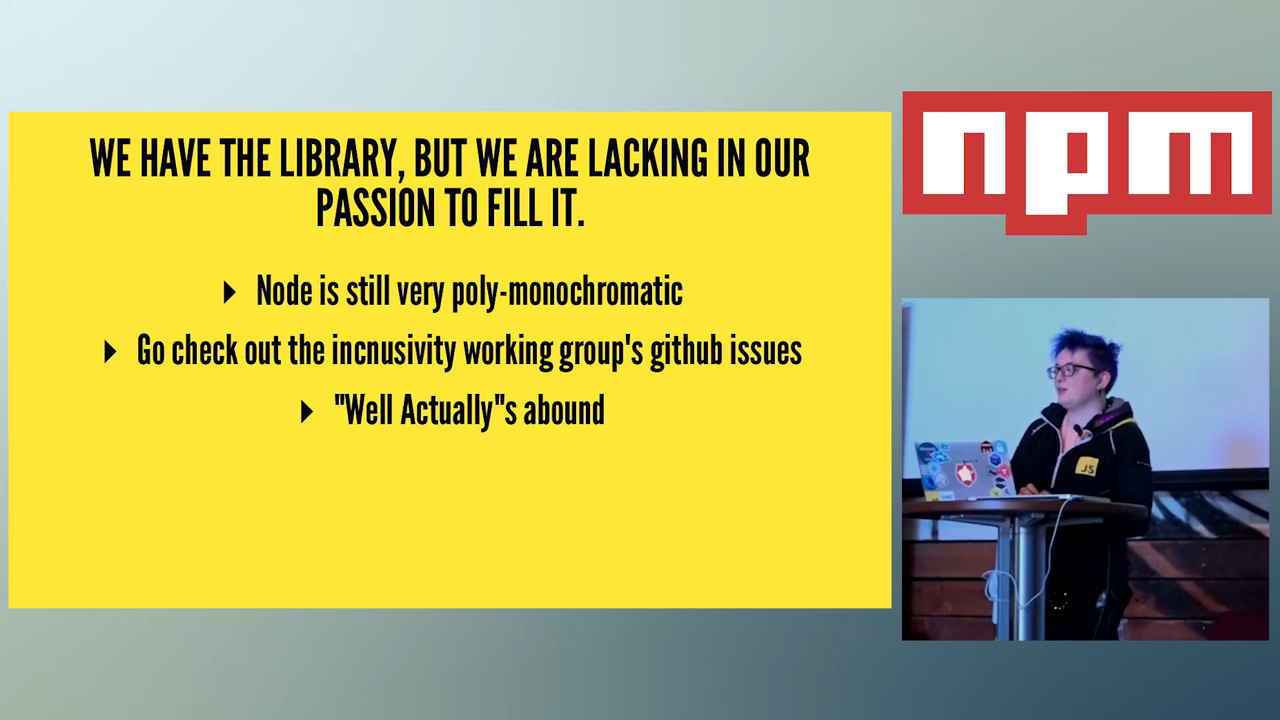 WE HAVE THE LIBRARY, BUT WE ARE LACKING IN OUR
PASSION TO FILL IT.
Node is still very poly-monochromatic
Go check out the incnusivity working group's github issues
"Well Actually"s abound
npm
JS